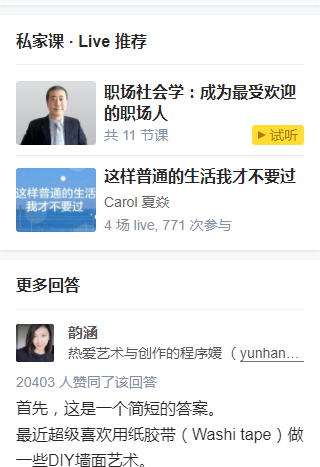 私家课 · Live 推荐
职场社会学：成为最受欢迎
的职场人
共 11 节课
试听
这样普通的生活
我才不要过
这样普通的生活我才不要过
Carol 夏焱
4 场 live, 771 次参与
更多回答
韵涵
热爱艺术与创作的程序媛（yunhan…
20403 人赞同了该回答
首先，这是一个简短的答案。
最近超级喜欢用纸胶带（Washi tape）做
一些DIY墙面艺术。